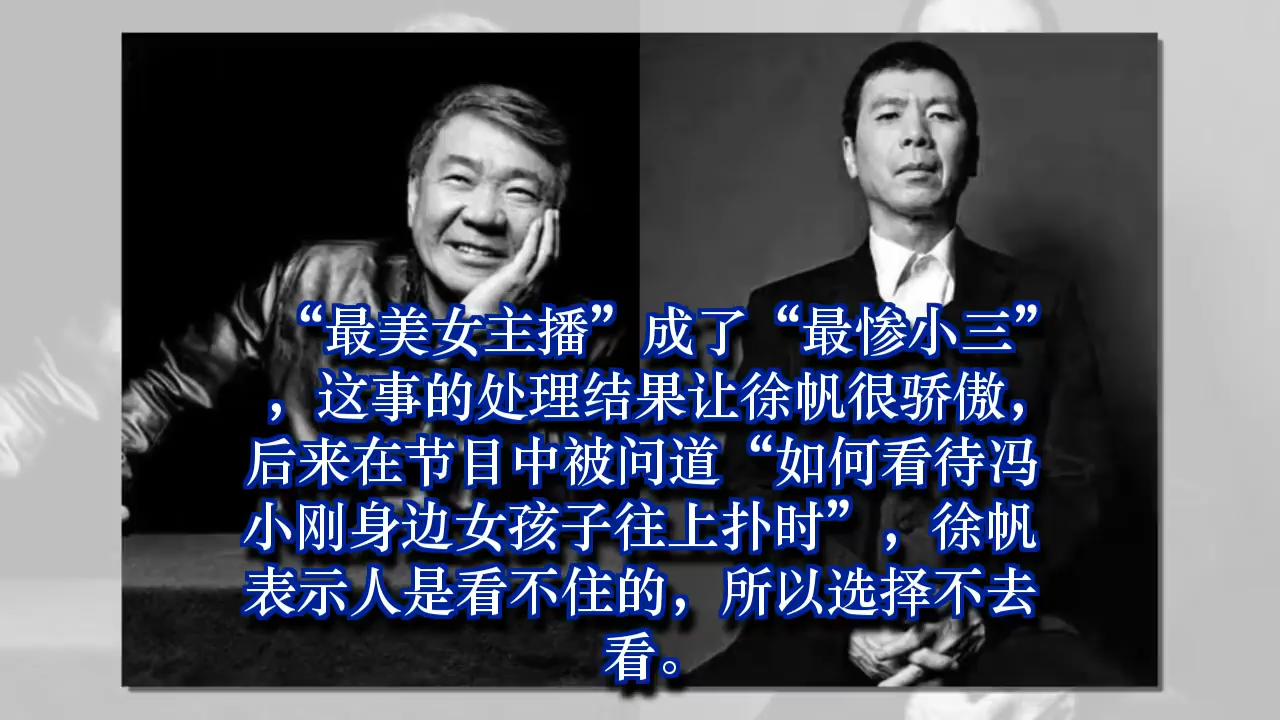 “最美女主播”成了“最惨小三”
，这事的处理结果让徐帆很骄傲，
后来在节目中被问道“如何看待冯
小刚身边女孩子往上扑时”，徐帆
表示人是看不住的，所以选择不去
看。